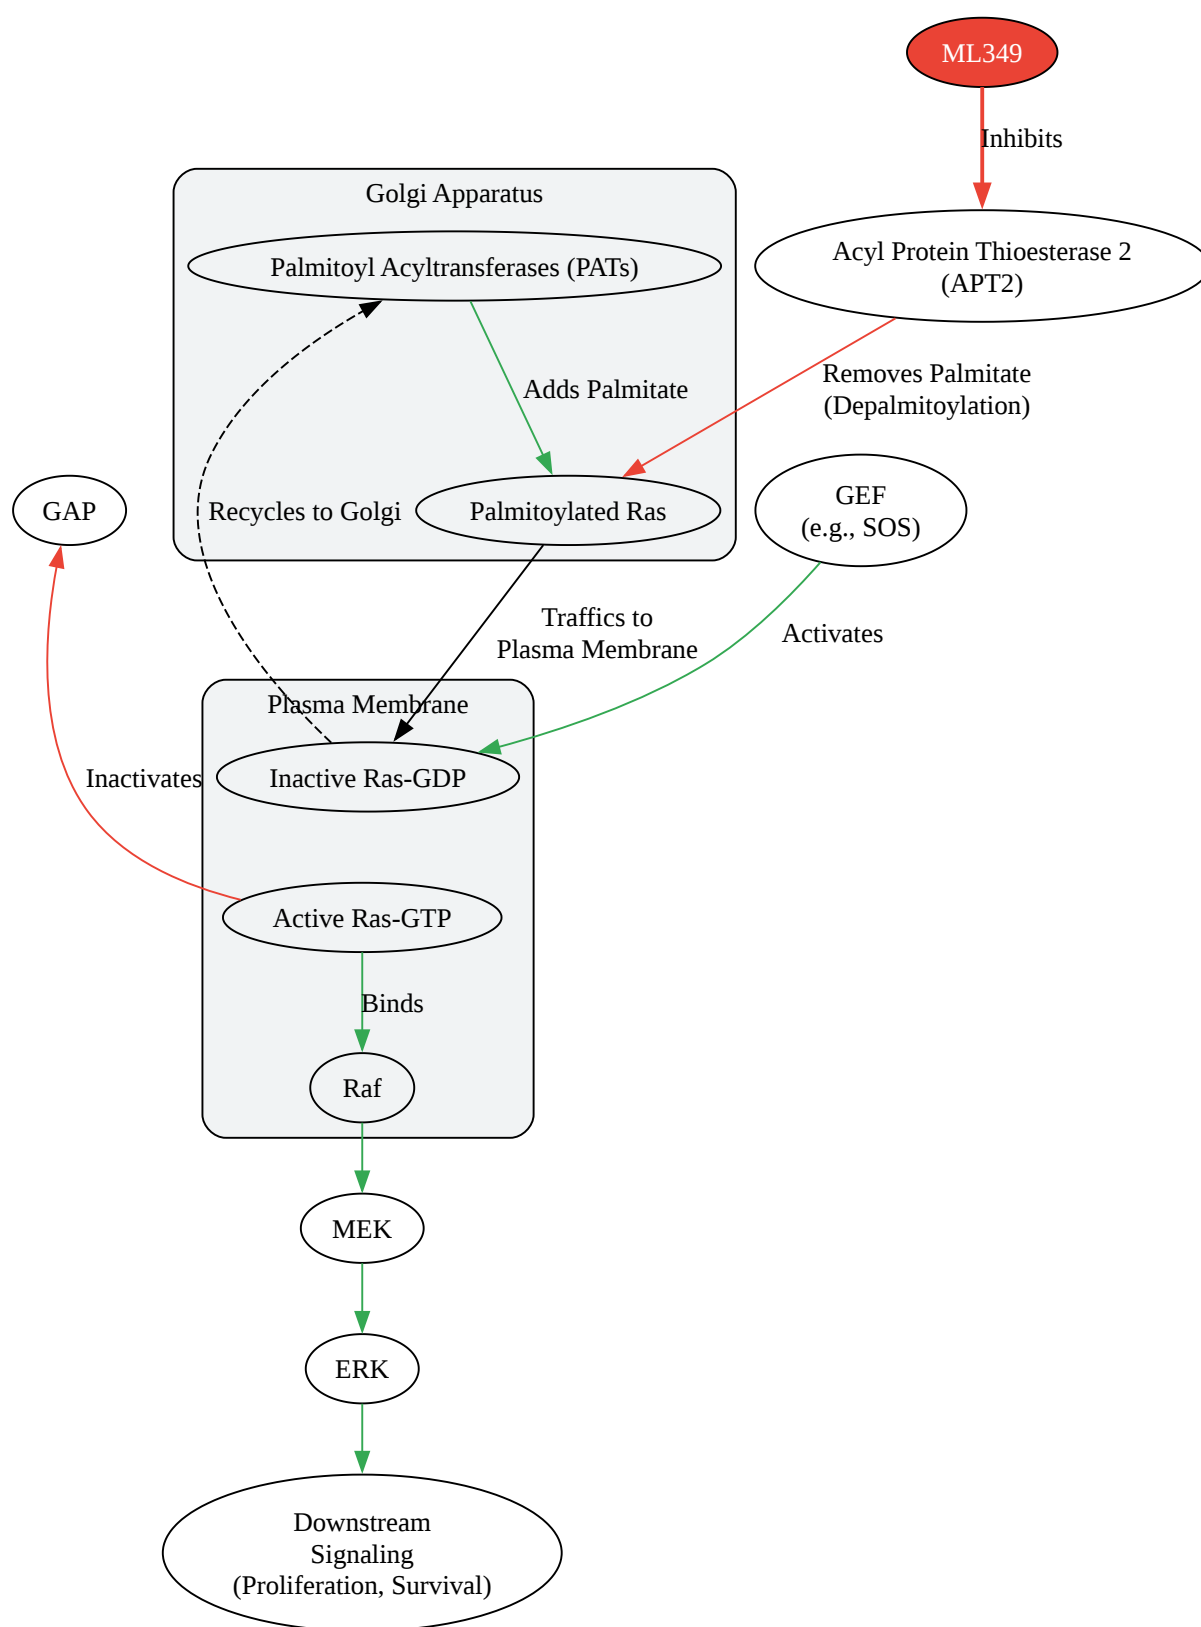 ML349
Inhibits
Golgi Apparatus
Palmitoyl Acyltransferases (PATs)
Acyl Protein Thioesterase 2
(APT2)
Adds Palmitate
Removes Palmitate
(Depalmitoylation)
GAP
Recycles to Golgi
Palmitoylated Ras
GEF
(e.g., SOS)
Traffics to
Plasma Membrane
Activates
Plasma Membrane
Inactivates
Inactive Ras-GDP
Active Ras-GTP
Binds
Raf
MEK
ERK
Downstream
Signaling
(Proliferation, Survival)